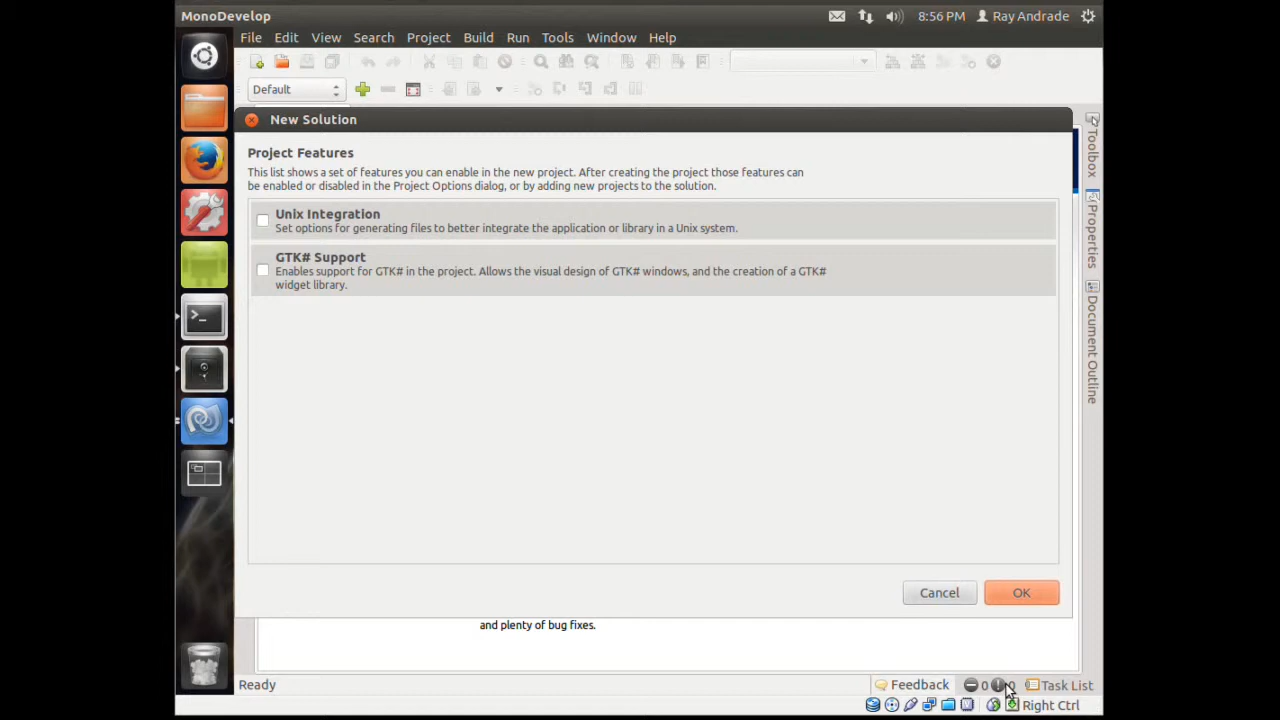 MonoDevelop
8:56 PM
Ray Andrade
File Edit View Search Project Build Run Tools Window Help
Default
New Solution
Project Features
This list shows a set of features you can enable in the new project. After creating the project those features can
be enabled or disabled in the Project Options dialog, or by adding new projects to the solution.
Unix Integration
Set options for generating files to better integrate the application or library in a Unix system.
GTK# Support
Enables support for GTK# in the project. Allows the visual design of GTK# windows, and the creation of a GTK#
widget library.
Cancel
OK
Toolbox
Properties
Document Outline
and plenty of bug fixes.
Ready
Feedback
0
0
Task List
Right Ctrl